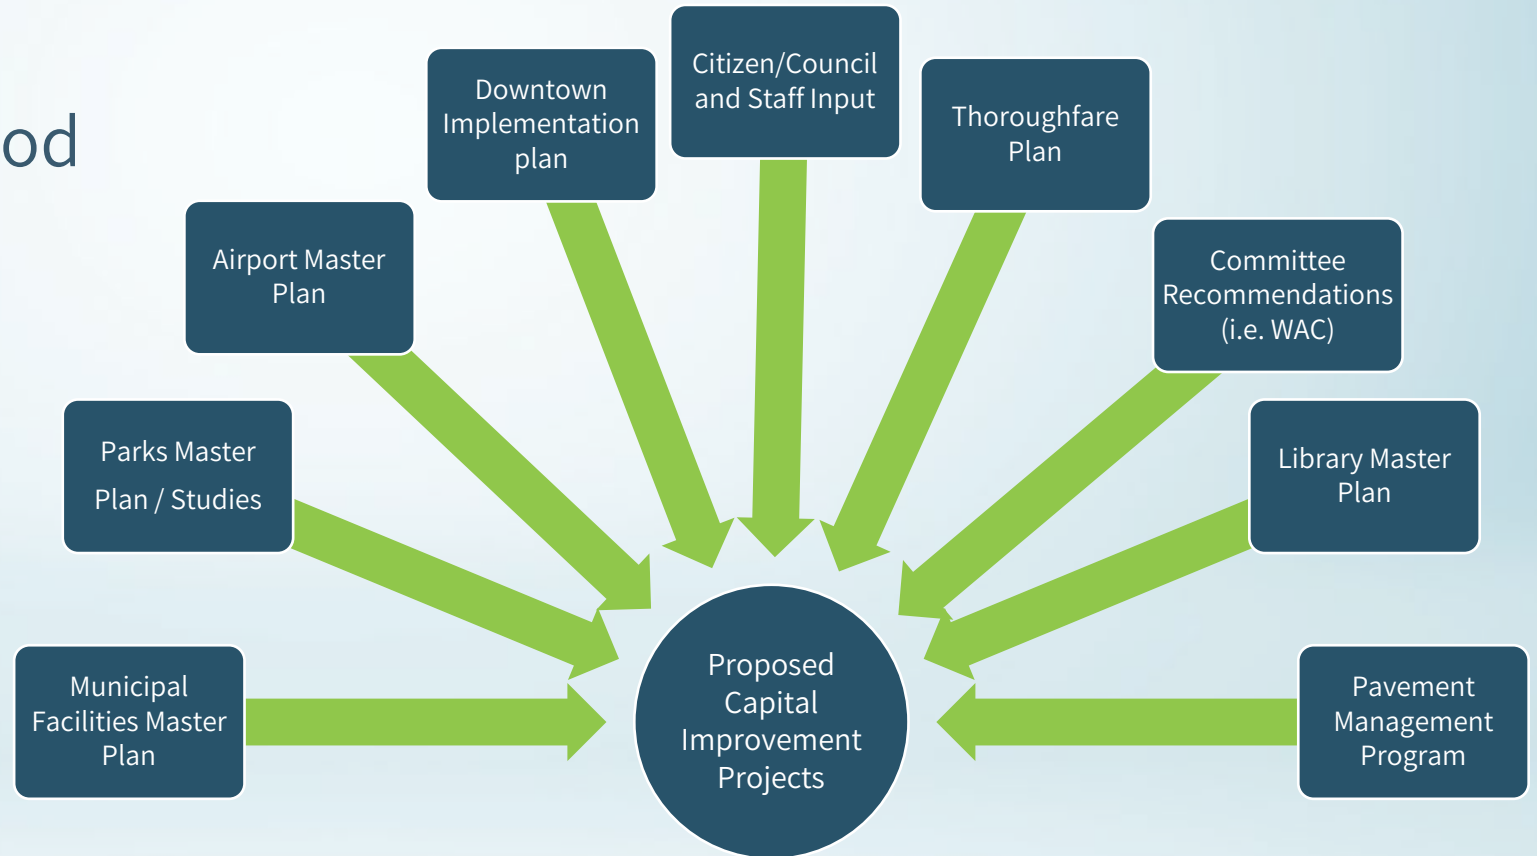 od
Citizen/Council
and Staff Input
Downtown
Implementation
plan
Thoroughfare
Plan
Airport Master
Plan
Committee
Recommendations
(i.e. WAC)
Parks Master
Plan / Studies
Library Master
Plan
Municipal
Facilities Master
Plan
Proposed
Capital
Improvement
Projects
Pavement
Management
Program